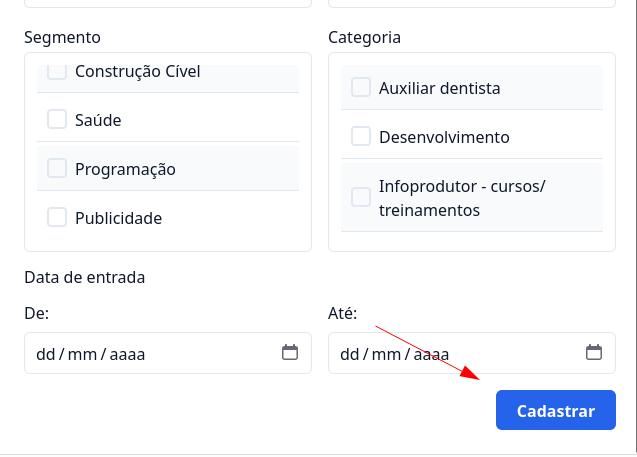 Segmento
Categoria
Construção Cível
Auxiliar dentista
Saúde
Desenvolvimento
Programação
Infoprodutor - cursos/
treinamentos
Publicidade
Data de entrada
De:
Até:
dd/mm/aaaa
dd/mm/aaaa
Cadastrar